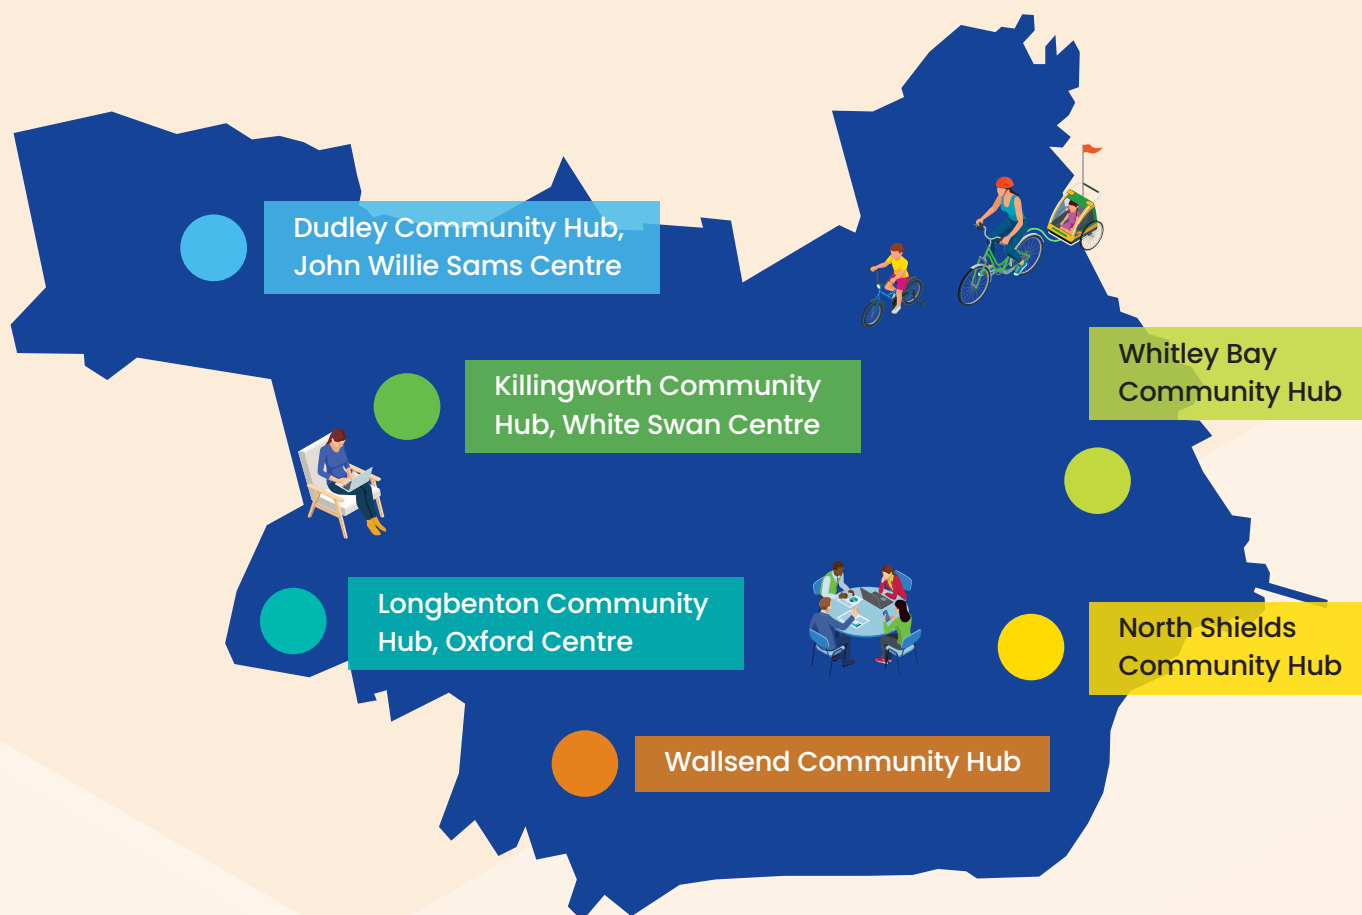 Dudley Community Hub,
John Willie Sams Centre
Killingworth Community
Hub, White Swan Centre
Whitley Bay
Community Hub
Longbenton Community
Hub, Oxford Centre
North Shields
Community Hub
Wallsend Community Hub